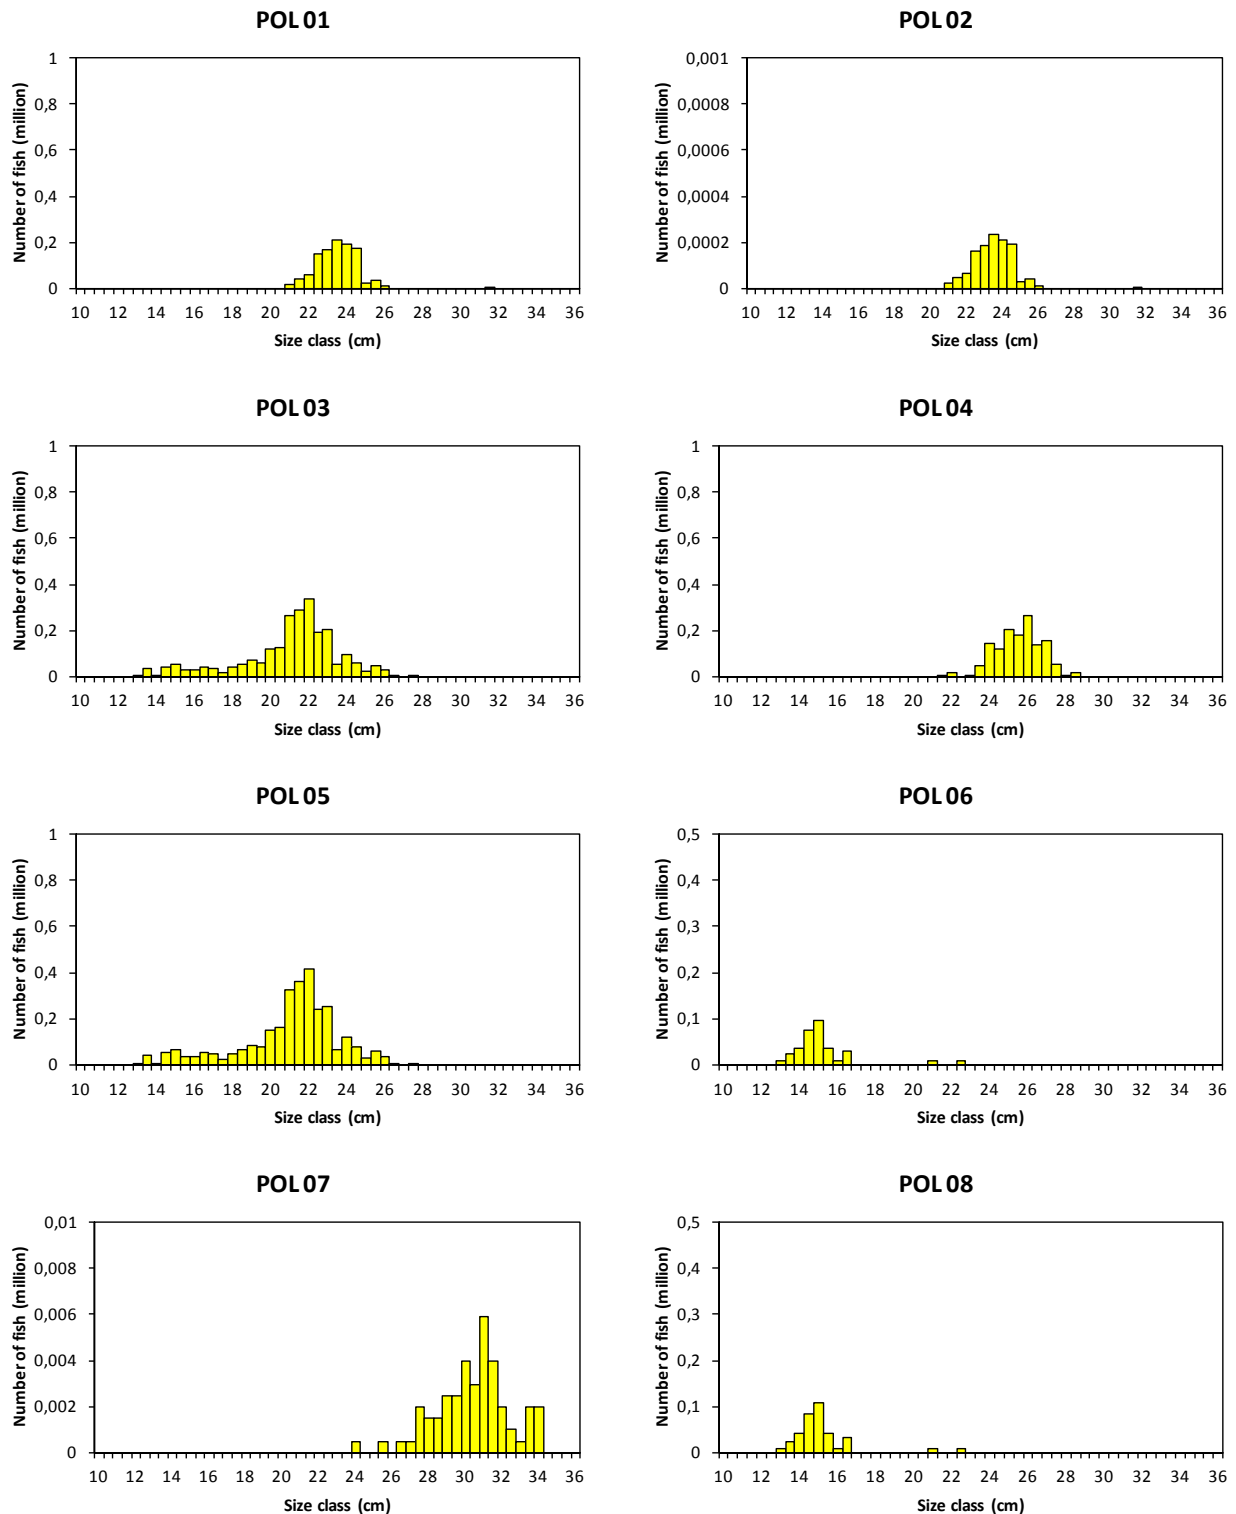 POL 01
1
0,8
0,6
0,4
0,2
0
Number of fish (million)
10 12 14 16 18 20 22 24 26 28 30 32 34 36
Size class (cm)
POL 02
0,001
0,0008
0,0006
0,0004
0,0002
0
Number of fish (million)
10 12 14 16 18 20 22 24 26 28 30 32 34 36
Size class (cm)
POL 03
1
0,8
0,6
0,4
0,2
0
Number of fish (million)
10 12 14 16 18 20 22 24 26 28 30 32 34 36
Size class (cm)
POL 04
1
0,8
0,6
0,4
0,2
0
Number of fish (million)
10 12 14 16 18 20 22 24 26 28 30 32 34 36
Size class (cm)
POL 05
1
0,8
0,6
0,4
0,2
0
Number of fish (million)
10 12 14 16 18 20 22 24 26 28 30 32 34 36
Size class (cm)
POL 06
0,5
0,4
0,3
0,2
0,1
0
Number of fish (million)
10 12 14 16 18 20 22 24 26 28 30 32 34 36
Size class (cm)
POL 07
0,01
0,008
0,006
0,004
0,002
0
Number of fish (million)
10 12 14 16 18 20 22 24 26 28 30 32 34 36
Size class (cm)
POL 08
0,5
0,4
0,3
0,2
0,1
0
Number of fish (million)
10 12 14 16 18 20 22 24 26 28 30 32 34 36
Size class (cm)